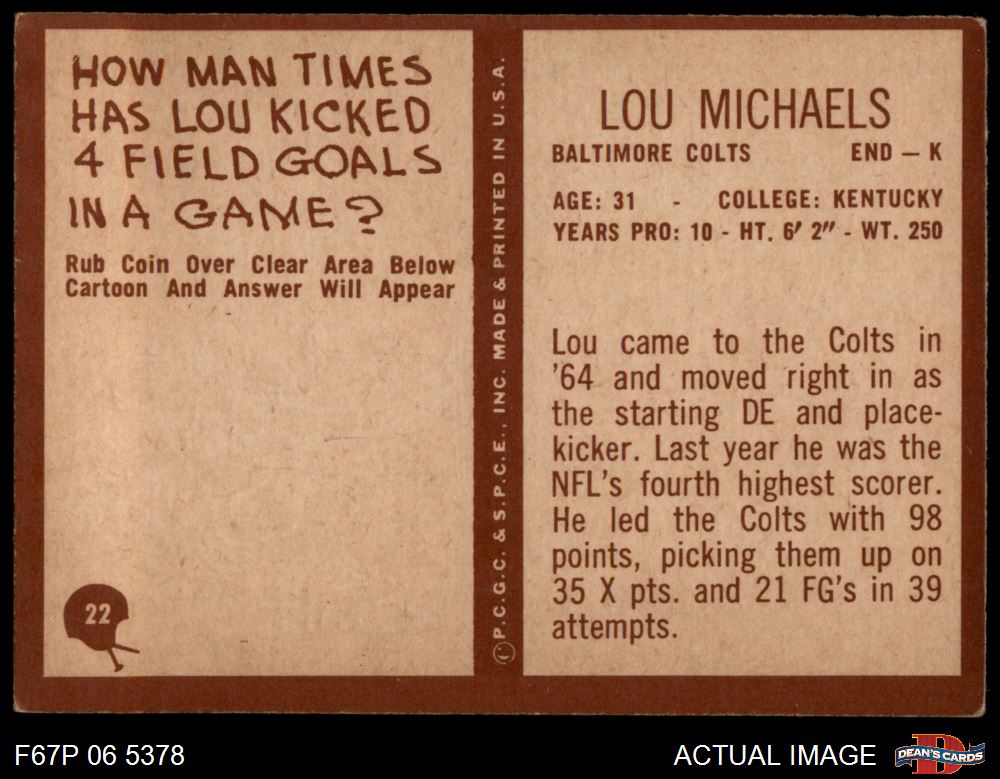 HOW MAN TIMES
HAS LOU KICKED
4 FIELD GOALS
IN A GAME?
Rub Coin Over Clear Area Below
Cartoon And Answer Will Appear
22
© P.C.G.C. & S.P.C.E., INC. MADE & PRINTED IN U.S.A.
LOU MICHAELS
BALTIMORE COLTS END — K
AGE: 31 - COLLEGE: KENTUCKY
YEARS PRO: 10 - HT. 6' 2" - WT. 250
Lou came to the Colts in
'64 and moved right in as
the starting DE and place-
kicker. Last year he was the
NFL's fourth highest scorer.
He led the Colts with 98
points, picking them up on
35 X pts. and 21 FG's in 39
attempts.
F67P 06 5378
ACTUAL IMAGE
DEAN'S CARDS